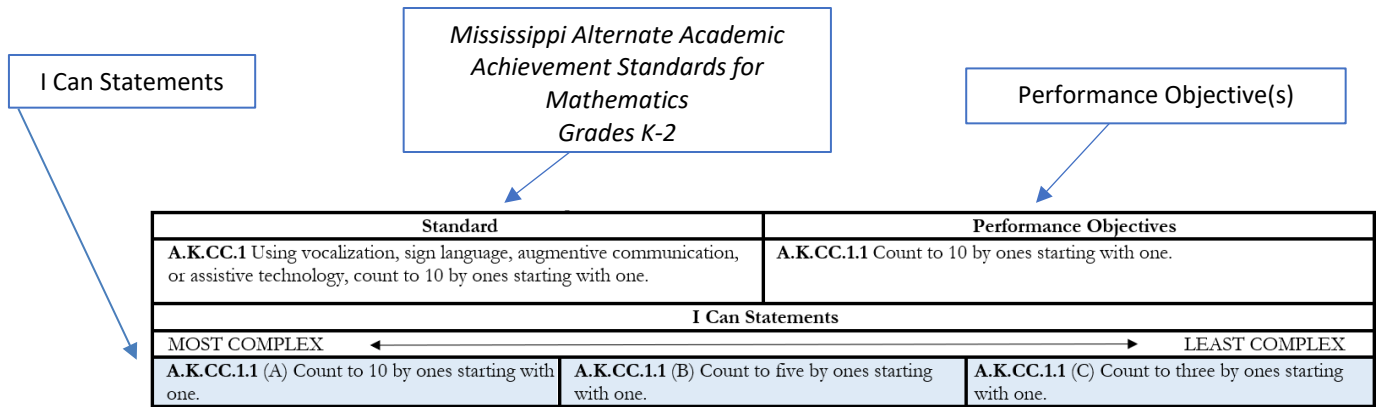 I Can Statements
Mississippi Alternate Academic
Achievement Standards for
Mathematics
Grades K-2
Performance Objective(s)
Standard
Performance Objectives
A.K.CC.1 Using vocalization, sign language, augmentive communication,
or assistive technology, count to 10 by ones starting with one.
A.K.CC.1.1 Count to 10 by ones starting with one.
I Can Statements
MOST COMPLEX
LEAST COMPLEX
A.K.CC.1.1 (A) Count to 10 by ones starting with
one.
A.K.CC.1.1 (B) Count to five by ones starting
with one.
A.K.CC.1.1 (C) Count to three by ones starting
with one.